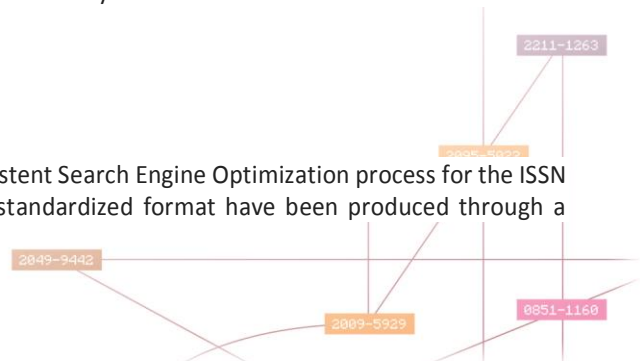 2211-1263
stent Search Engine Optimization process for the ISSN
standardized format have been produced through a
2049-9442
2009-5929
0851-1160